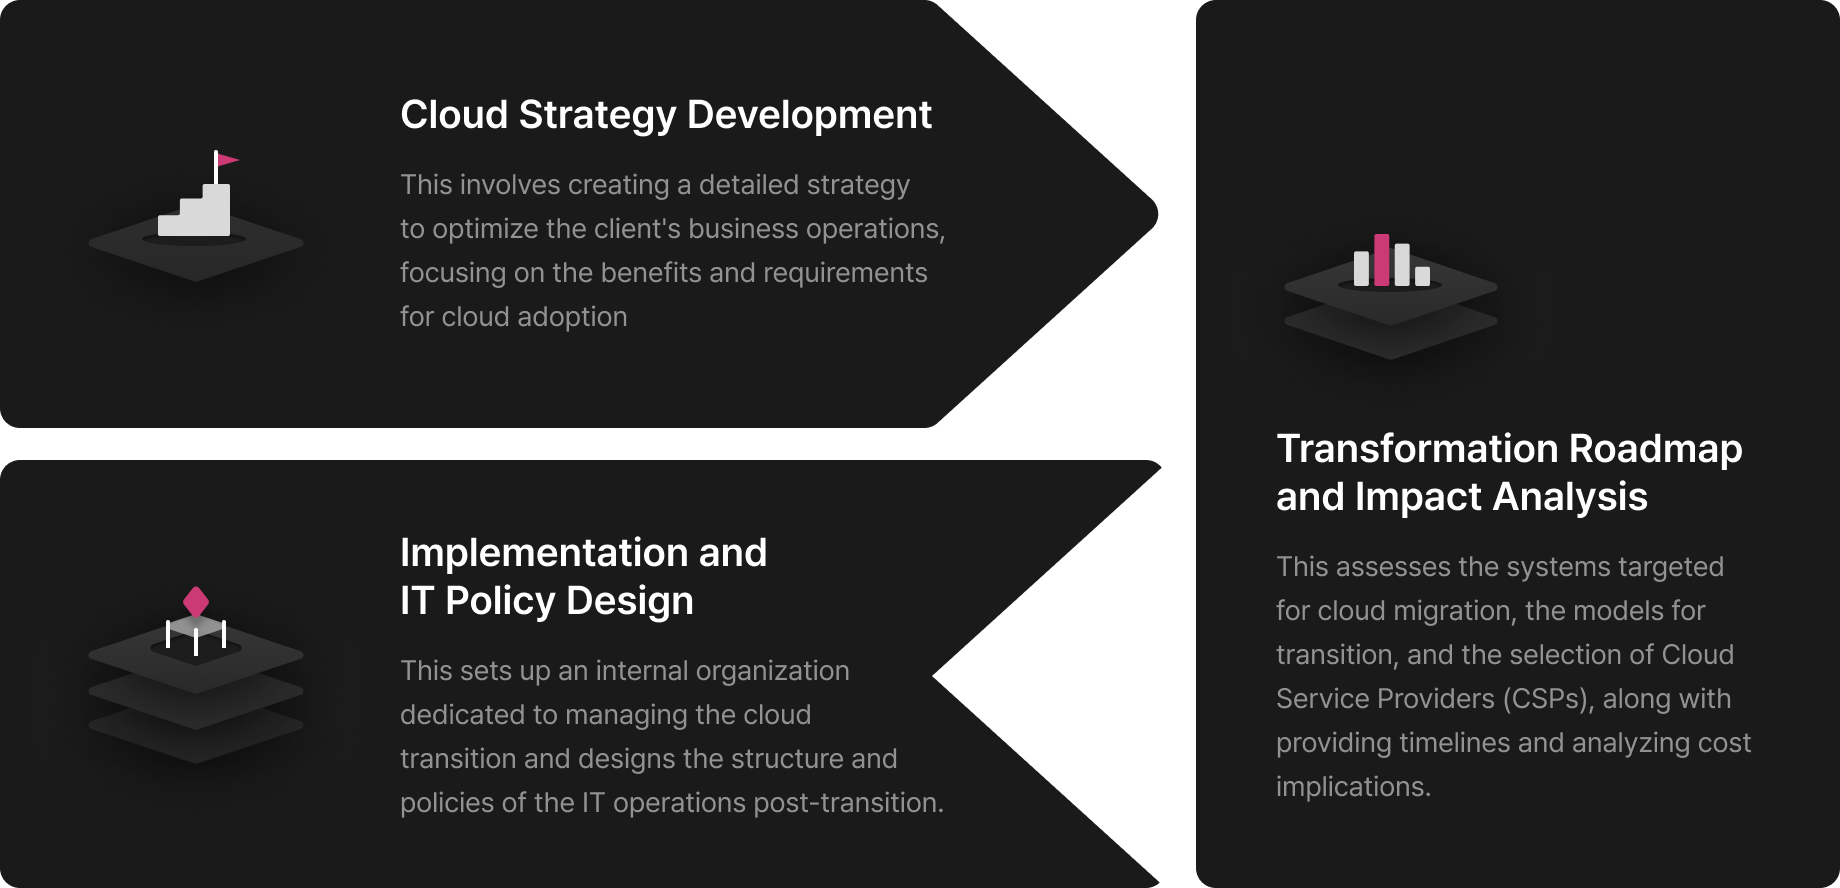 Cloud Strategy Development
This involves creating a detailed strategy
to optimize the client's business operations,
focusing on the benefits and requirements
for cloud adoption
Transformation Roadmap
and Impact Analysis
This assesses the systems targeted
for cloud migration, the models for
transition, and the selection of Cloud
Service Providers (CSPs), along with
providing timelines and analyzing cost
implications.
Implementation and
IT Policy Design
This sets up an internal organization
dedicated to managing the cloud
transition and designs the structure and
policies of the IT operations post-transition.